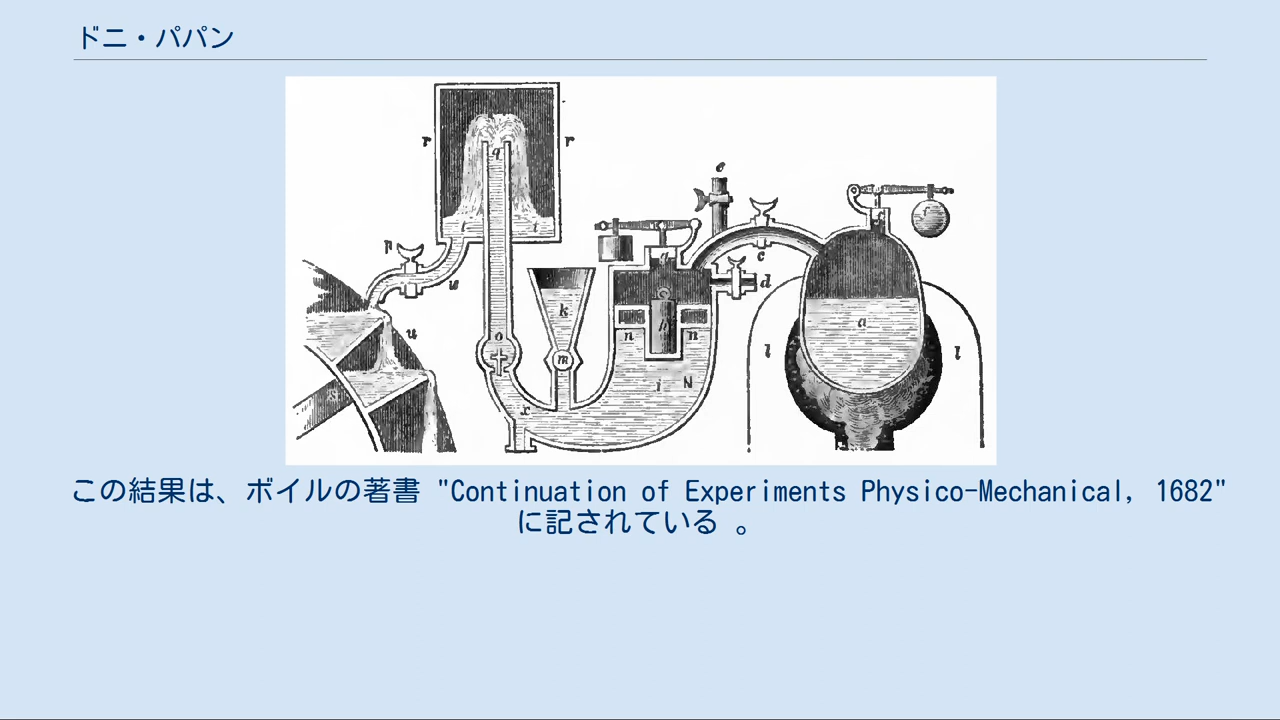 ドニ・パパン
r
r
q
e
t
t
p
g
c
d
w
k
a
o
n
n
u
m
l
l
i
N
s
x
この結果は、ボイルの著書 "Continuation of Experiments Physico-Mechanical, 1682"
に記されている 。